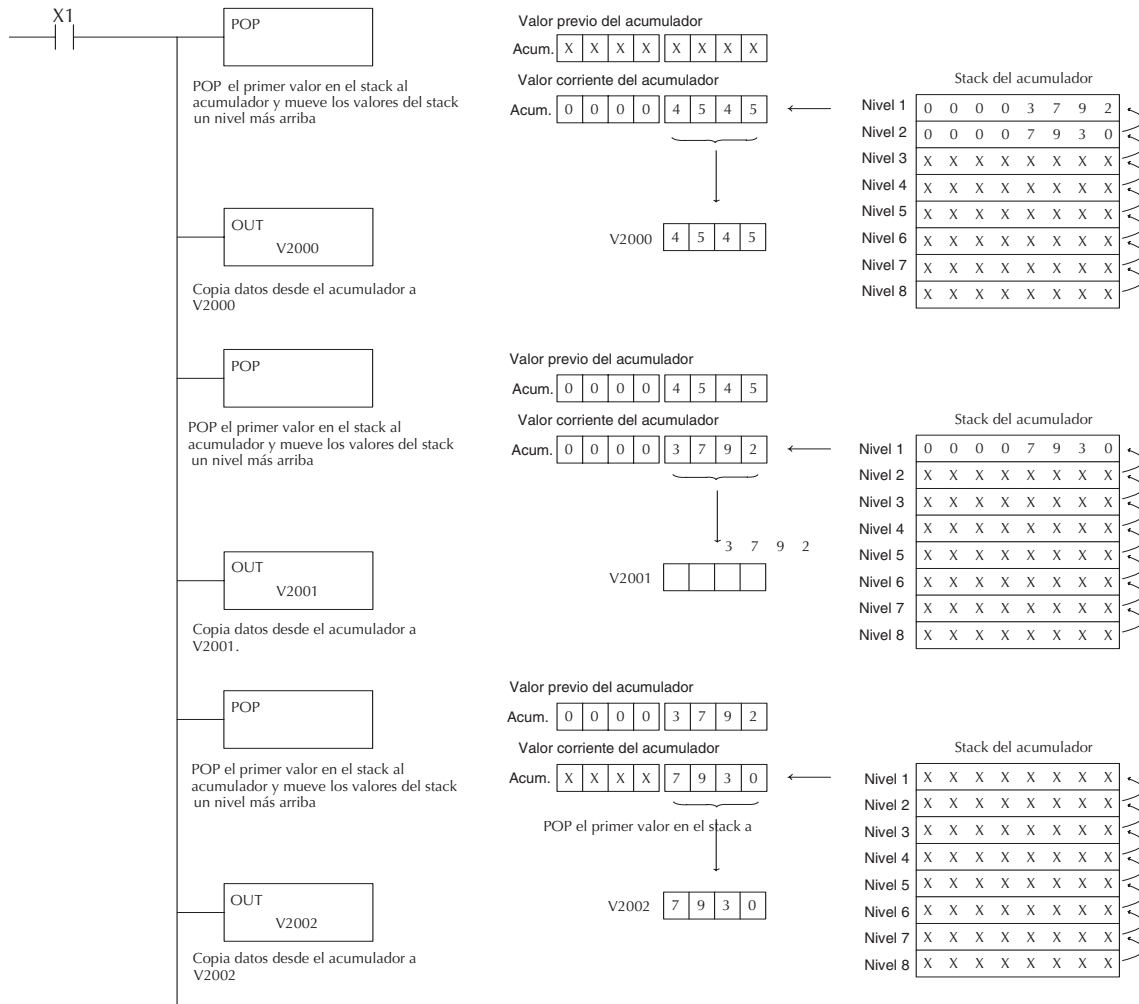 X1
POP
POP el primer valor en el stack al
acumulador y mueve los valores del stack
un nivel más arriba
Valor previo del acumulador
Acum. X X X X X X X X
Valor corriente del acumulador
Acum. 0 0 0 0 4 5 4 5
Stack del acumulador
Nivel 1 0 0 0 0 3 7 9 2
Nivel 2 0 0 0 0 7 9 3 0
Nivel 3 X X X X X X X X
Nivel 4 X X X X X X X X
Nivel 5 X X X X X X X X
Nivel 6 X X X X X X X X
Nivel 7 X X X X X X X X
Nivel 8 X X X X X X X X
OUT
V2000
V2000 4 5 4 5
Copia datos desde el acumulador a
V2000
POP
POP el primer valor en el stack al
acumulador y mueve los valores del stack
un nivel más arriba
Valor previo del acumulador
Acum. 0 0 0 0 4 5 4 5
Valor corriente del acumulador
Acum. 0 0 0 0 3 7 9 2
Stack del acumulador
Nivel 1 0 0 0 0 7 9 3 0
Nivel 2 X X X X X X X X
Nivel 3 X X X X X X X X
Nivel 4 X X X X X X X X
Nivel 5 X X X X X X X X
Nivel 6 X X X X X X X X
Nivel 7 X X X X X X X X
Nivel 8 X X X X X X X X
OUT
V2001
3 7 9 2
V2001
Copia datos desde el acumulador a
V2001.
POP
POP el primer valor en el stack al
acumulador y mueve los valores del stack
un nivel más arriba
Valor previo del acumulador
Acum. 0 0 0 0 3 7 9 2
Valor corriente del acumulador
Acum. X X X X 7 9 3 0
POP el primer valor en el stack a
Stack del acumulador
Nivel 1 X X X X X X X X
Nivel 2 X X X X X X X X
Nivel 3 X X X X X X X X
Nivel 4 X X X X X X X X
Nivel 5 X X X X X X X X
Nivel 6 X X X X X X X X
Nivel 7 X X X X X X X X
Nivel 8 X X X X X X X X
OUT
V2002
V2002 7 9 3 0
Copia datos desde el acumulador a
V2002